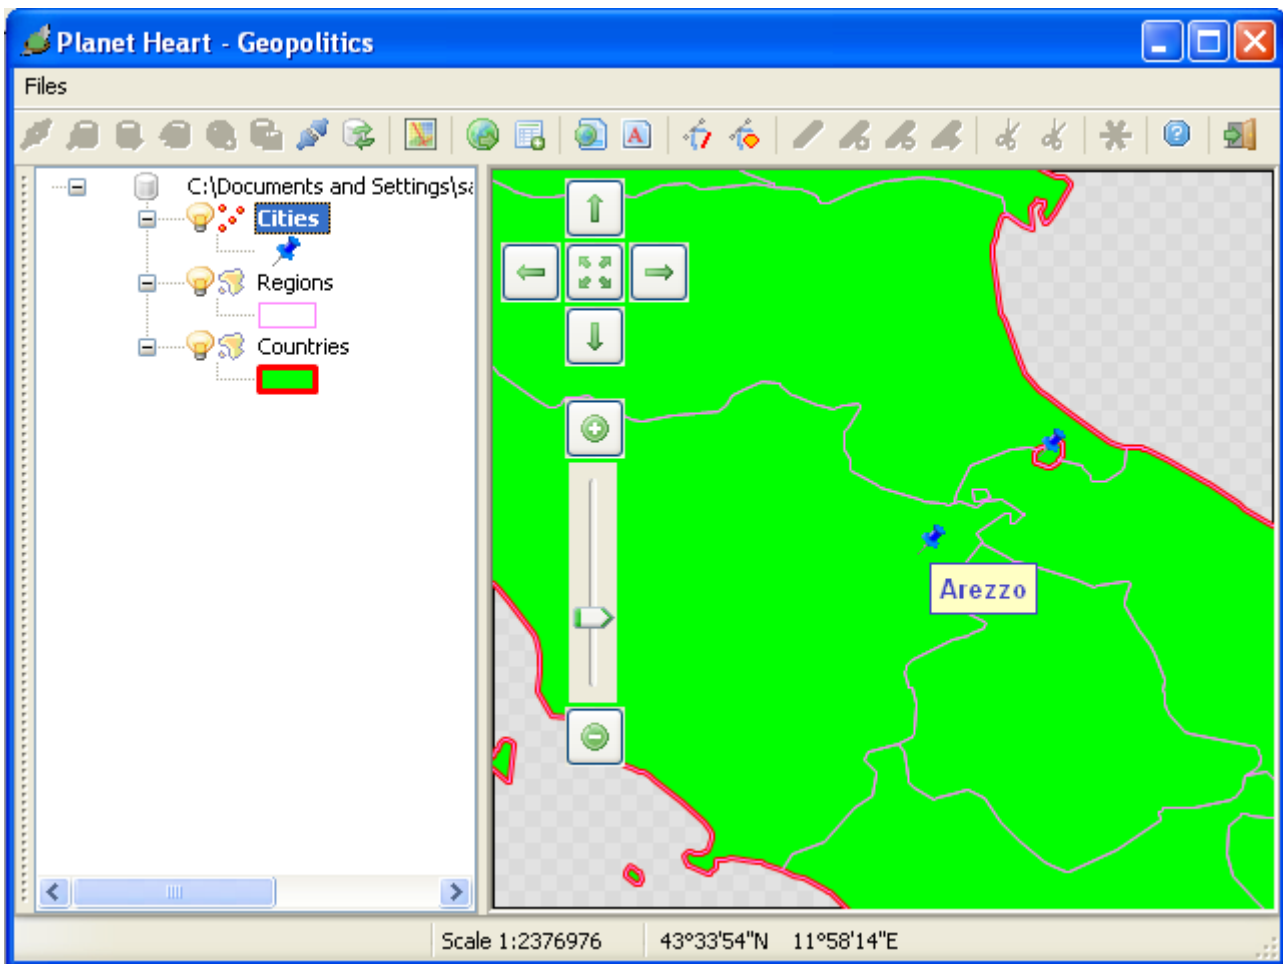 Planet Heart - Geopolitics
Files
C:\Documents and Settings\sa
Cities
Regions
Countries
Arezzo
Scale 1:2376976 43°33'54"N 11°58'14"E